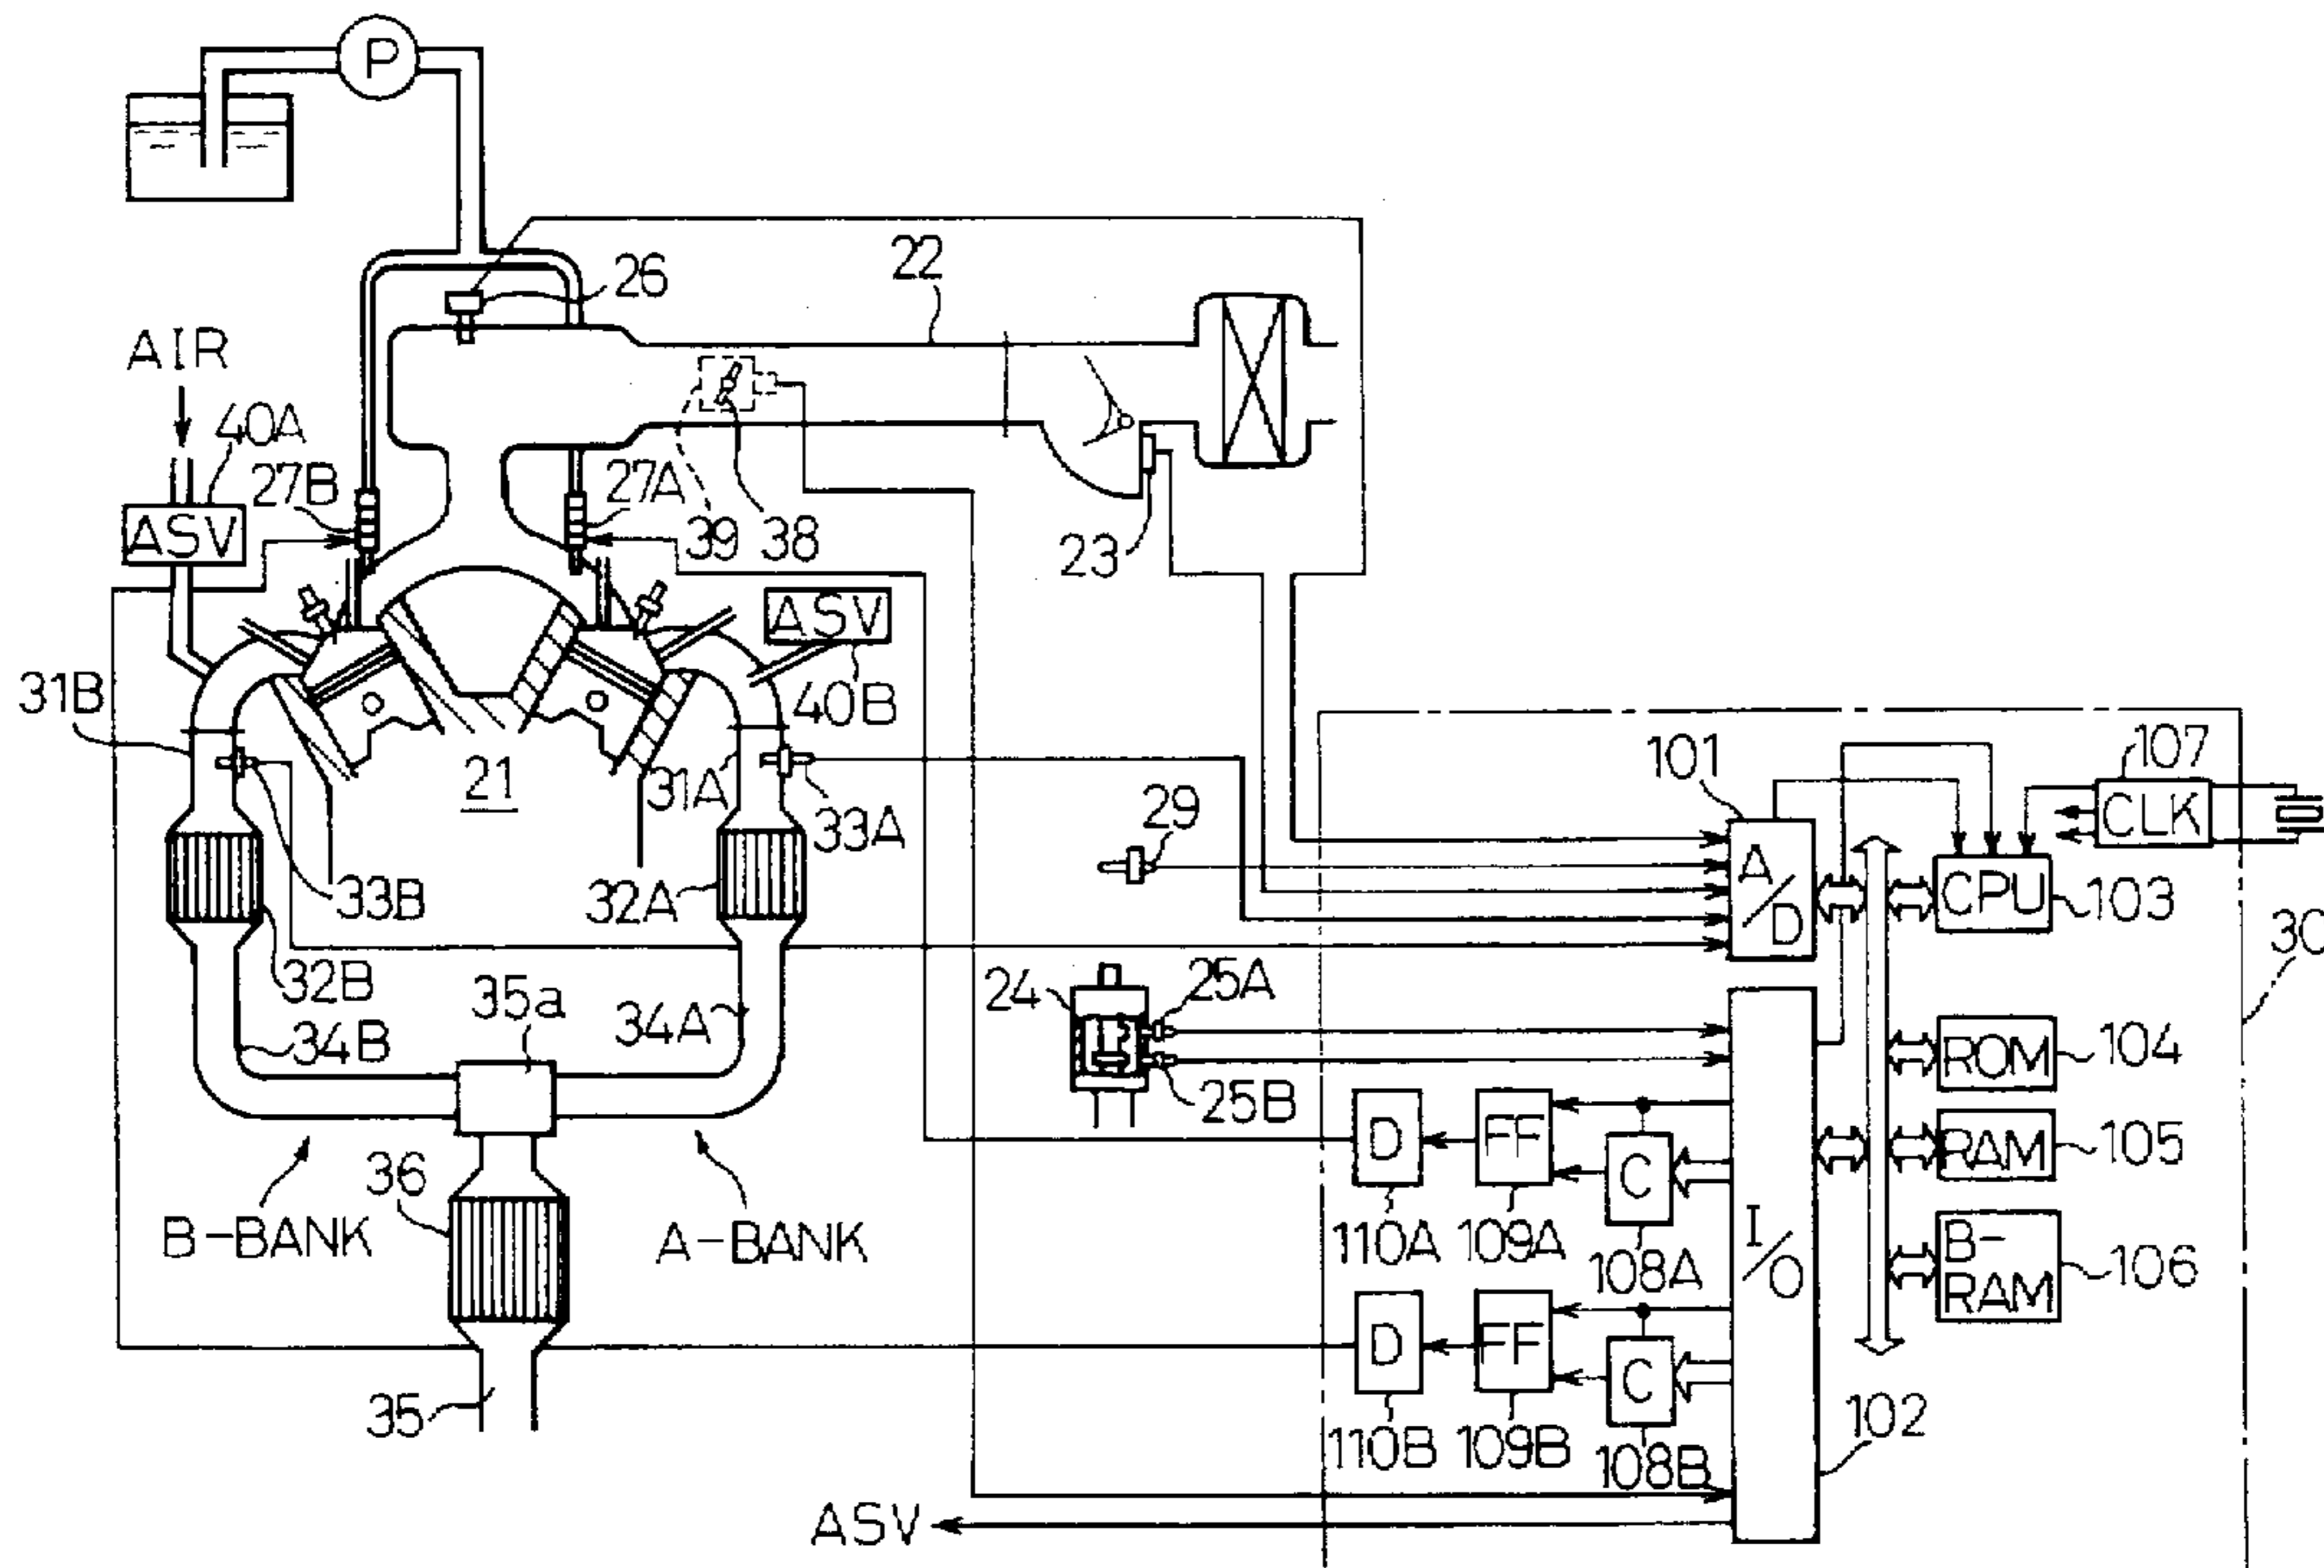 P
22
26
AIR
40A
27B
27A
ASV
39
38
23
ASV
31B
40B
107
101
21
31A
CLK
33A
29
A/D
33B
32A
CPU
103
30
32B
35a
24
25A
34B
34A
ROM
104
25B
D
FF
RAM
105
36
C
B-BANK
A-BANK
110A
109A
108A
I/O
B-RAM
106
D
FF
C
35
110B
109B
108B
102
ASV